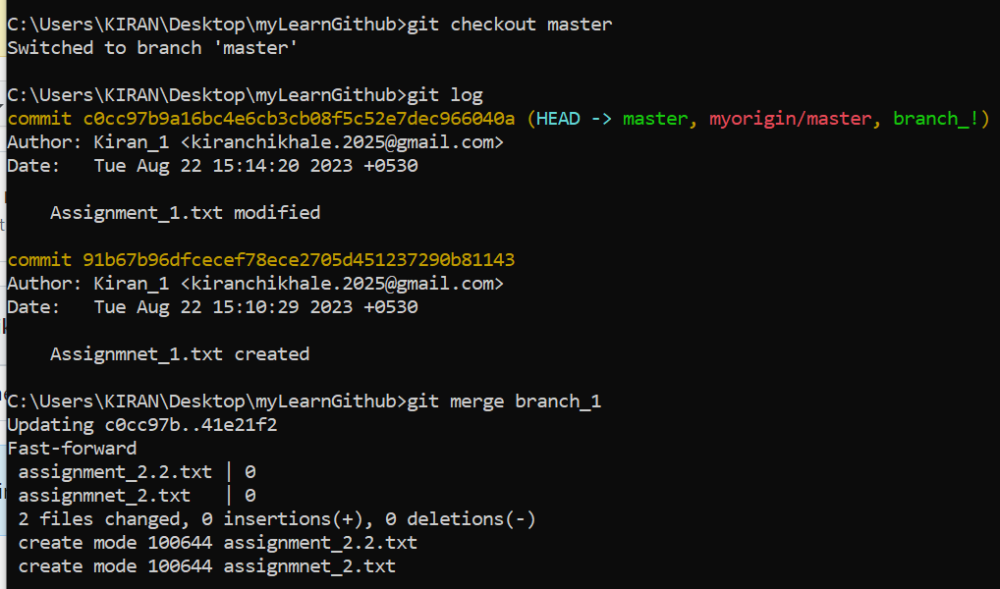 C:\Users\KIRAN\Desktop\myLearnGithub>git checkout master
Switched to branch 'master'
C:\Users\KIRAN\Desktop\myLearnGithub>git log
commit c0cc97b9a16bc4e6cb3cb08f5c52e7dec966040a (HEAD -> master, myorigin/master, branch_!)
Author: Kiran_1 <kiranchikhale.2025@gmail.com>
Date:   Tue Aug 22 15:14:20 2023 +0530
    Assignment_1.txt modified
commit 91b67b96dfcecef78ece2705d451237290b81143
Author: Kiran_1 <kiranchikhale.2025@gmail.com>
Date:   Tue Aug 22 15:10:29 2023 +0530
    Assignmnet_1.txt created
C:\Users\KIRAN\Desktop\myLearnGithub>git merge branch_1
Updating c0cc97b..41e21f2
Fast-forward
 assignment_2.2.txt | 0
 assignmnet_2.txt   | 0
 2 files changed, 0 insertions(+), 0 deletions(-)
 create mode 100644 assignment_2.2.txt
 create mode 100644 assignmnet_2.txt